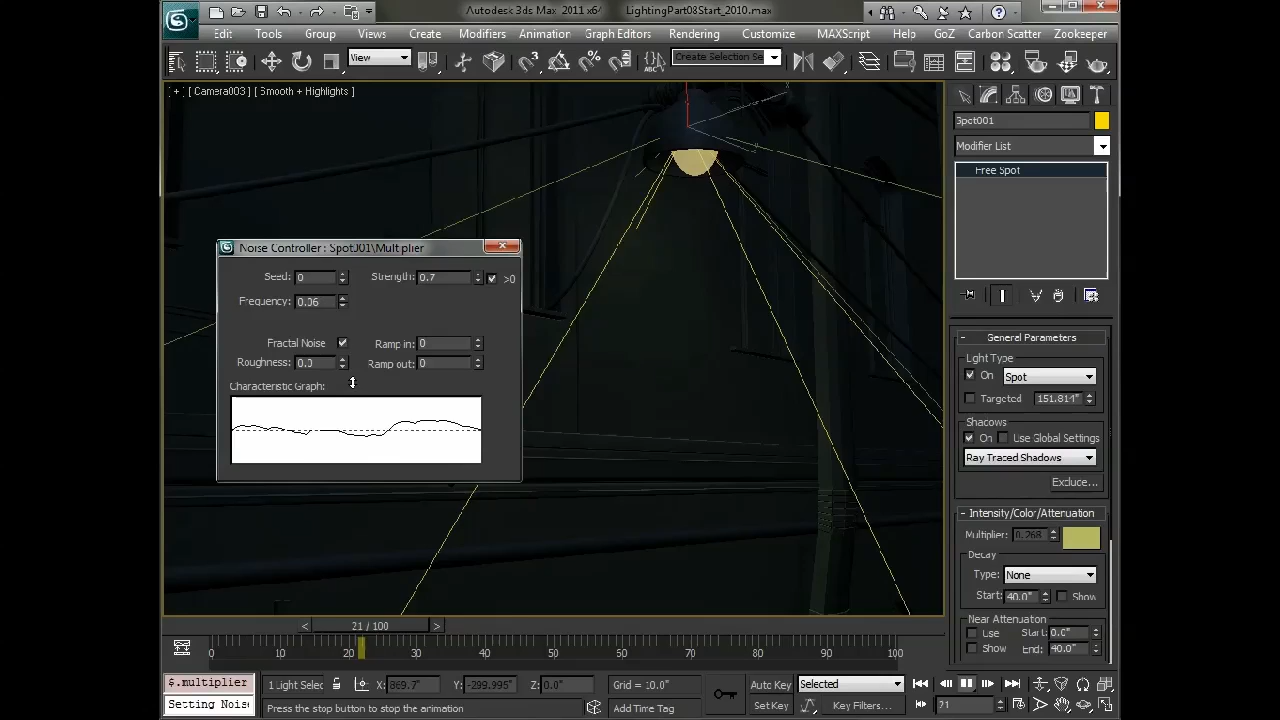 Autodesk 3ds Max 2011 x64 LightingPart08Start_2010.max
Edit Tools Group Views Create Modifiers Animation Graph Editors Rendering Customize MAXScript Help GoZ Carbon Scatter Zookeeper
View
Create Selection Se
[ + ] [ Camera003 ] [ Smooth + Highlights ]
Spot001
Modifier List
Free Spot
Noise Controller : Spot001\Multiplier
Seed: 0 Strength: 0.7 >0
Frequency: 0.06
Fractal Noise Ramp in: 0
Roughness: 0.0 Ramp out: 0
Characteristic Graph:
- General Parameters
Light Type
On Spot
Targeted 151.814"
Shadows
On Use Global Settings
Ray Traced Shadows
Exclude...
- Intensity/Color/Attenuation
Multiplier: 0.268
Decay
Type: None
Start: 40.0" Show
Near Attenuation
Use Start: 0.0"
Show End: 40.0"
< 21 / 100 >
0 10 20 30 40 50 60 70 80 90 100
$.multiplier
Setting Nois
1 Light Selec X: 869.7" Y: -299.995" Z: 0.0" Grid = 10.0"
Press the stop button to stop the animation Add Time Tag
Auto Key Selected
Set Key Key Filters... 21